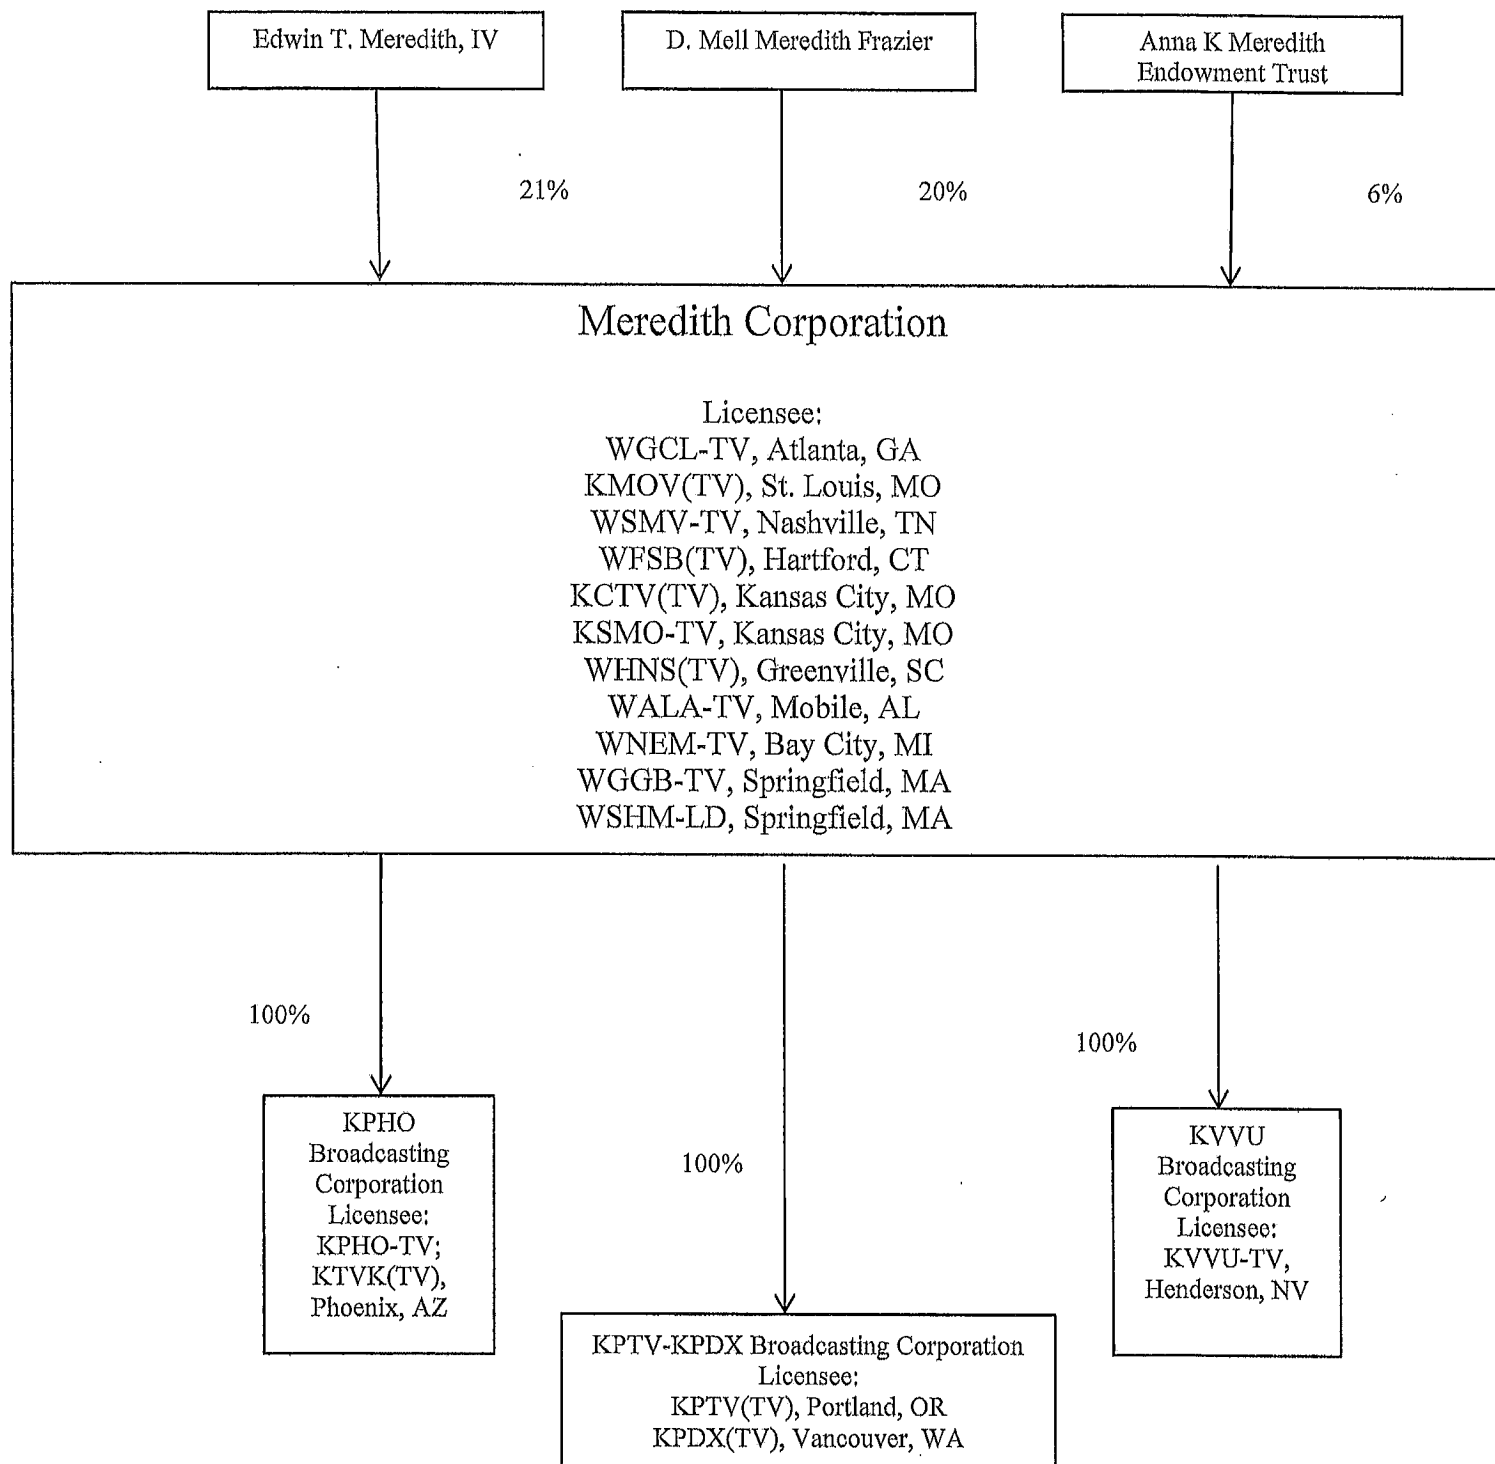 Edwin T. Meredith, IV
D. Mell Meredith Frazier
Anna K Meredith
Endowment Trust
21%
20%
6%
Meredith Corporation
Licensee:
WGCL-TV, Atlanta, GA
KMOV(TV), St. Louis, MO
WSMV-TV, Nashville, TN
WFSB(TV), Hartford, CT
KCTV(TV), Kansas City, MO
KSMO-TV, Kansas City, MO
WHNS(TV), Greenville, SC
WALA-TV, Mobile, AL
WNEM-TV, Bay City, MI
WGGB-TV, Springfield, MA
WSHM-LD, Springfield, MA
100%
100%
100%
KPHO
Broadcasting
Corporation
Licensee:
KPHO-TV;
KTVK(TV),
Phoenix, AZ
KPTV-KPDX Broadcasting Corporation
Licensee:
KPTV(TV), Portland, OR
KPDX(TV), Vancouver, WA
KVVU
Broadcasting
Corporation
Licensee:
KVVU-TV,
Henderson, NV